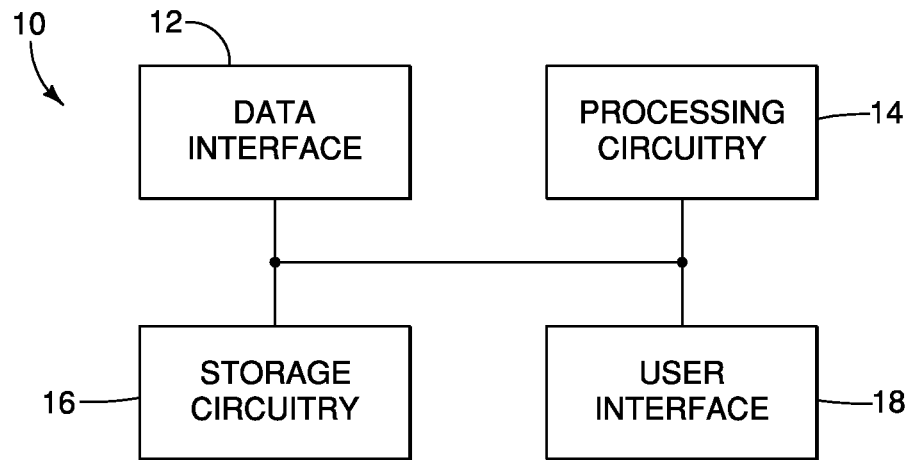 10
12
DATA
INTERFACE
PROCESSING
CIRCUITRY
14
16
STORAGE
CIRCUITRY
USER
INTERFACE
18